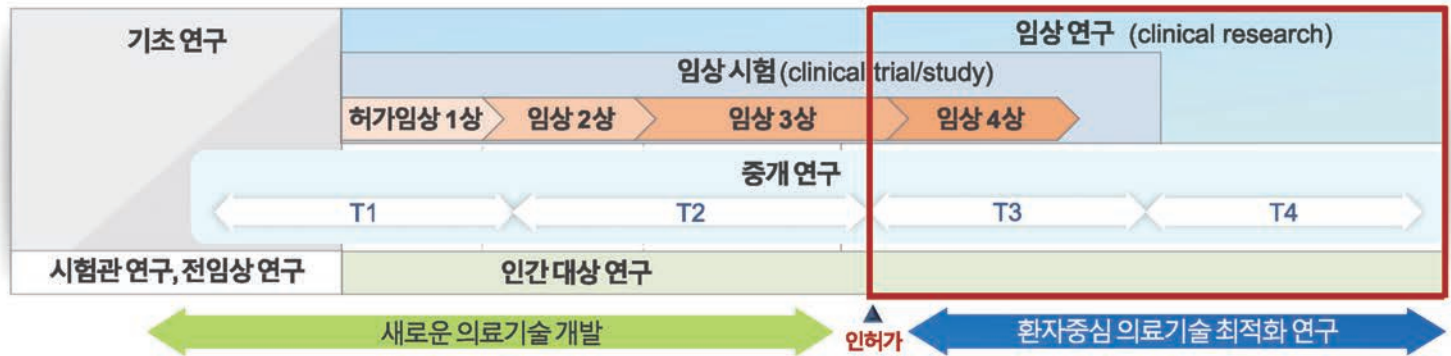 기초 연구
임상 연구 (clinical research)
임상 시험(clinical trial/study)
허가임상 1상
임상 2상
임상 3상
임상 4상
중개 연구
T1
T2
T3
T4
시험관 연구, 전임상 연구
인간 대상 연구
새로운 의료기술 개발
인허가
환자중심 의료기술 최적화 연구